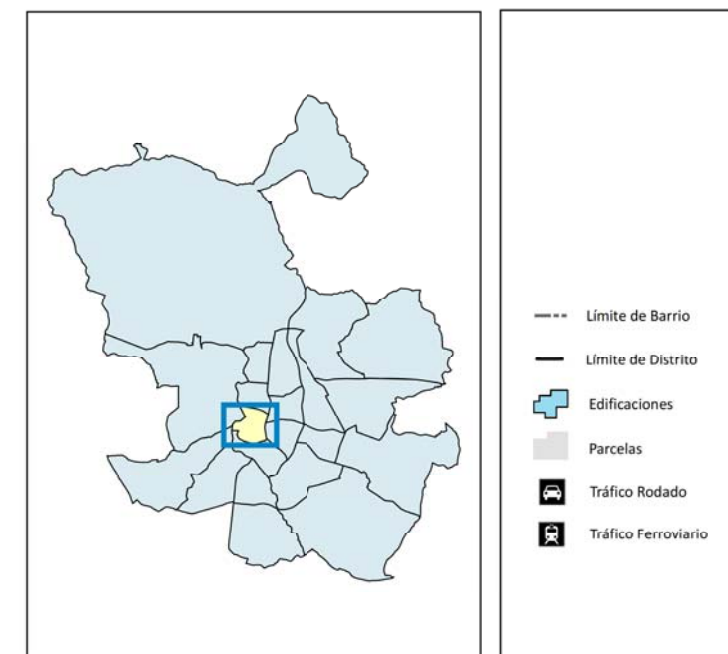 Límite de Barrio
Límite de Distrito
Edificaciones
Parcelas
Tráfico Rodado
Tráfico Ferroviario